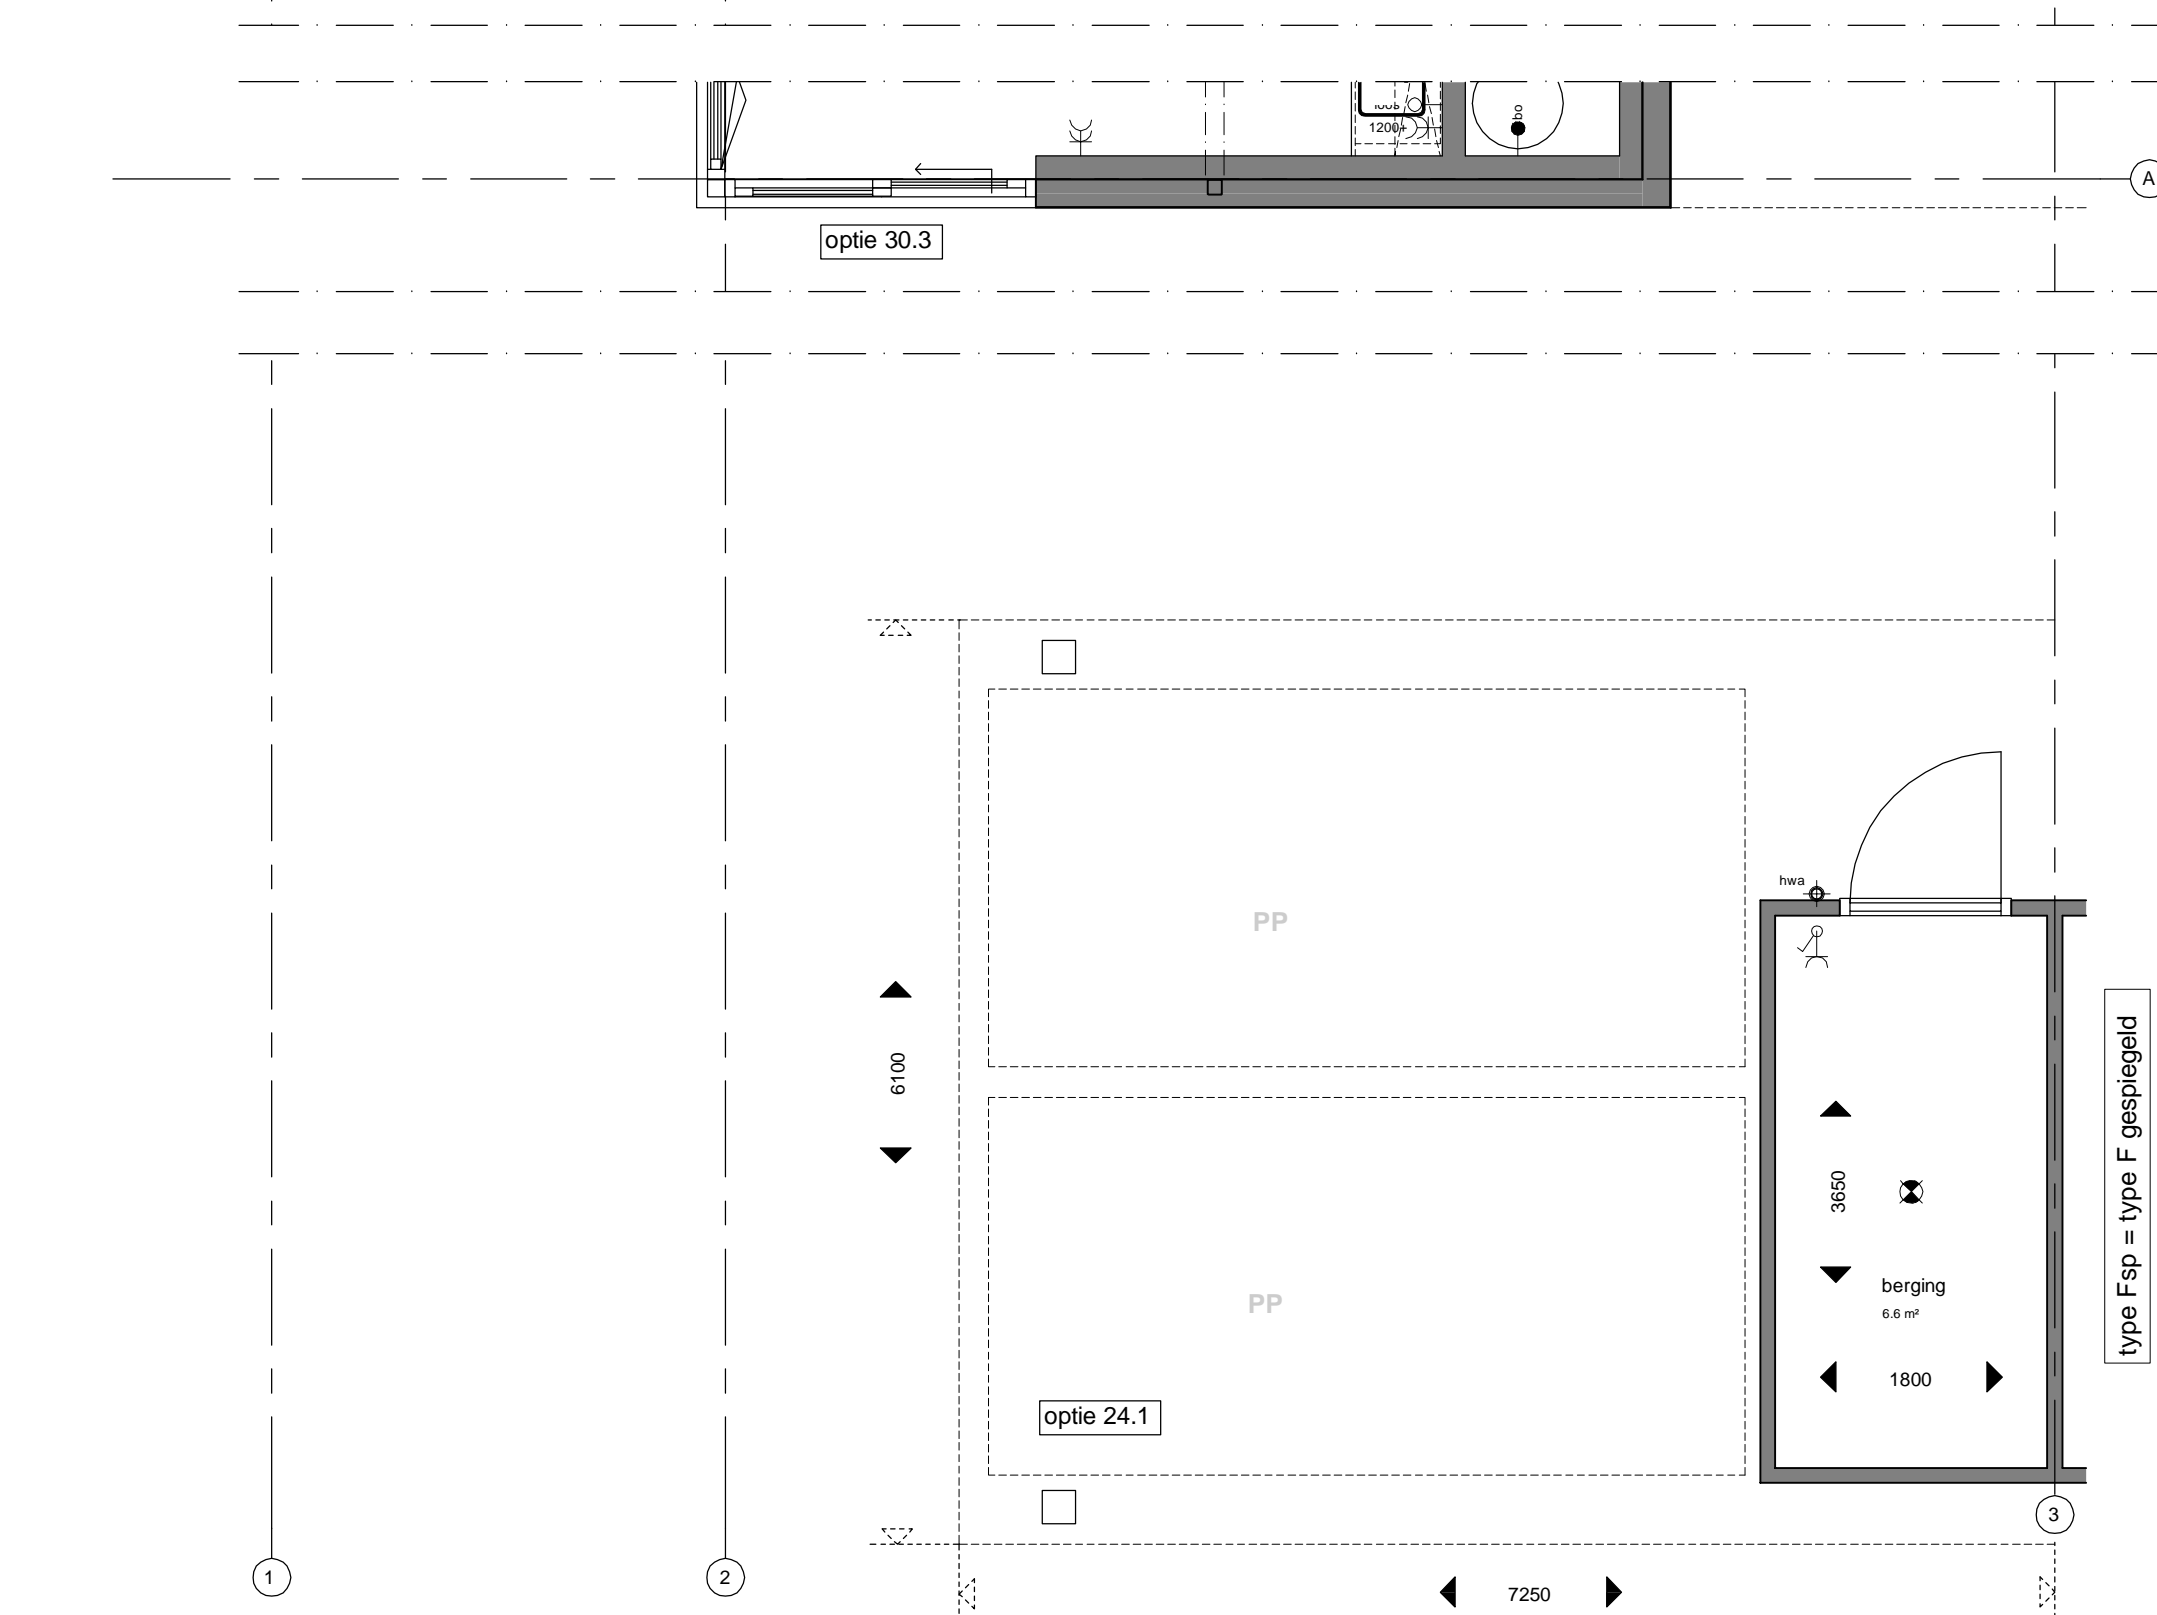 1200+
A
optie 30.3
hwa
PP
6100
type Fsp = type F gespiegeld
3650
berging
6.6 m²
PP
1800
optie 24.1
3
1
2
7250